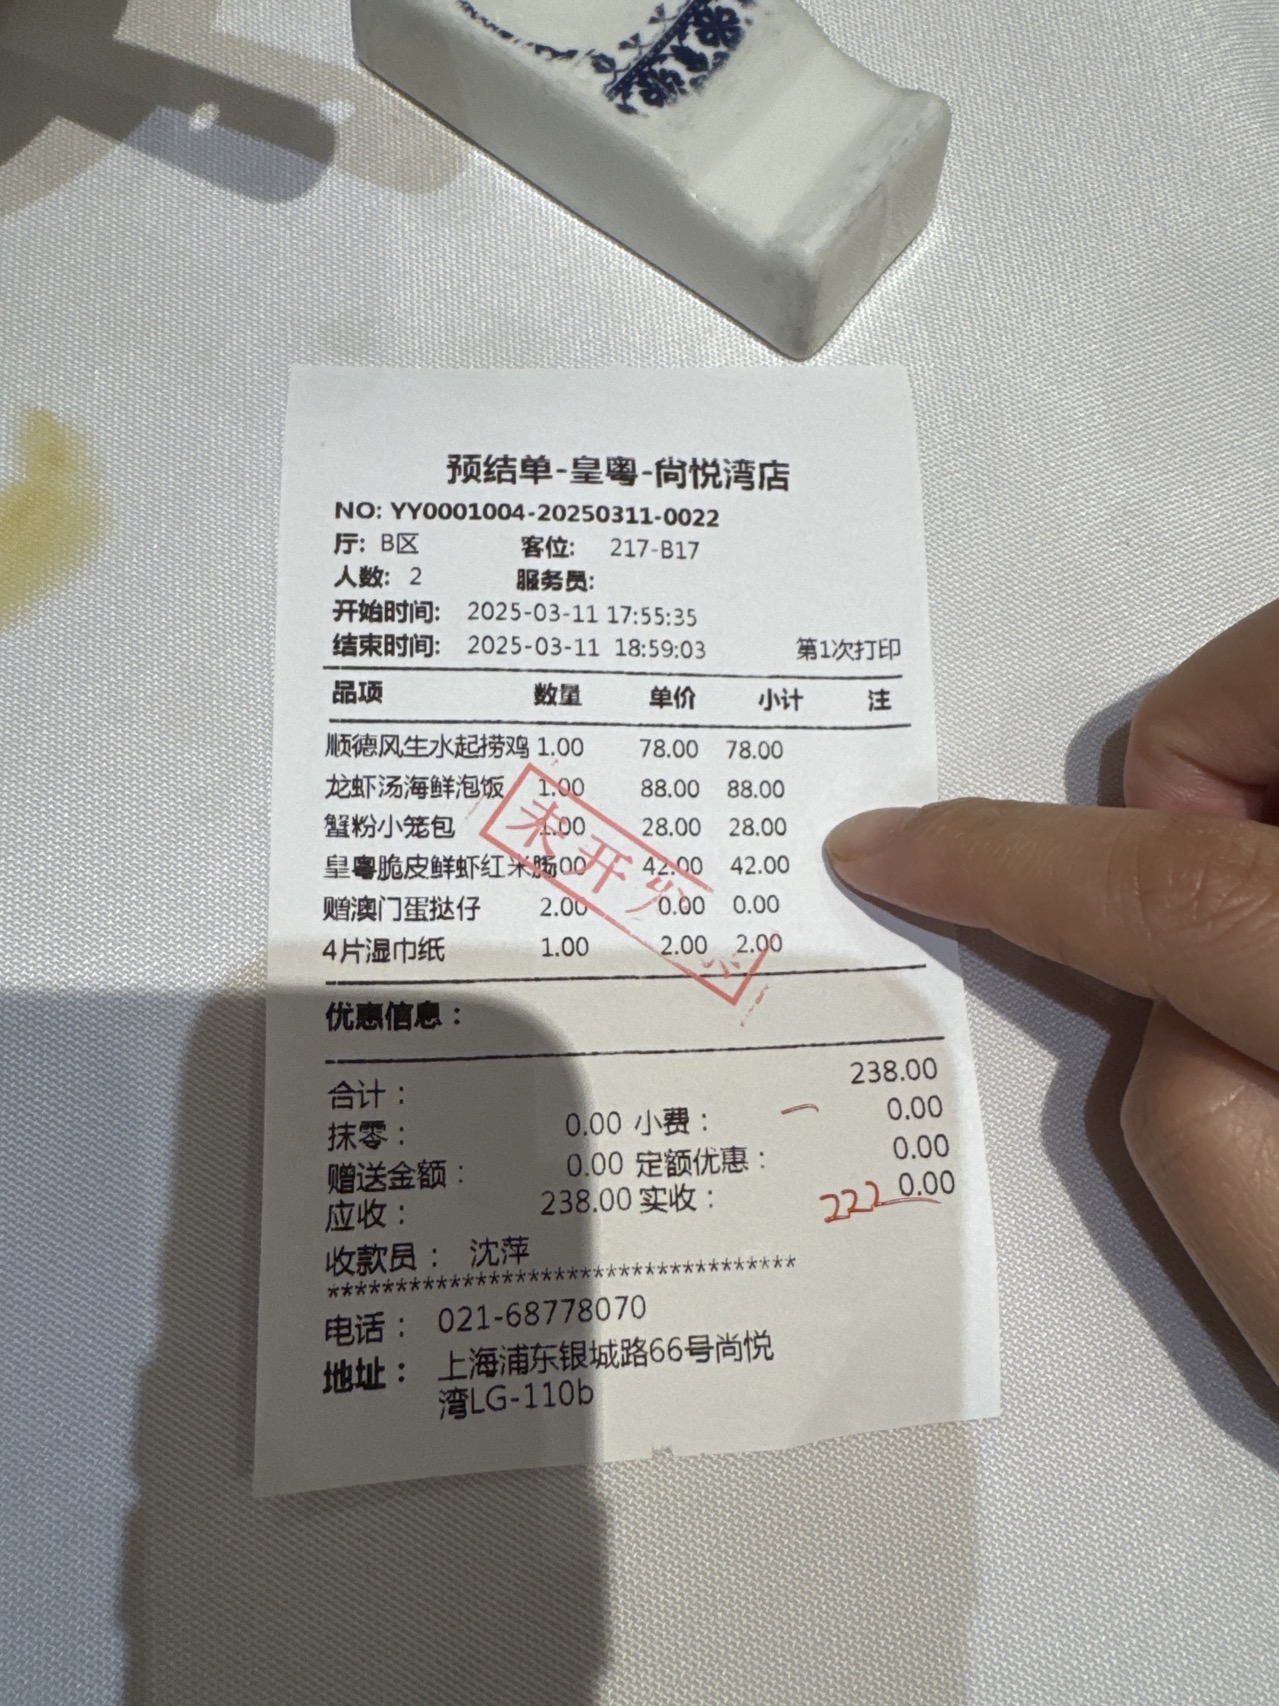 预结单-皇粤-尚悦湾店
NO: YY0001004-20250311-0022
厅: B区 客位: 217-B17
人数: 2 服务员:
开始时间: 2025-03-11 17:55:35
结束时间: 2025-03-11 18:59:03 第1次打印
品项 数量 单价 小计 注
顺德风生水起捞鸡 1.00 78.00 78.00
龙虾汤海鲜泡饭 1.00 88.00 88.00
蟹粉小笼包 1.00 28.00 28.00
皇粤脆皮鲜虾红米肠 00 42.00 42.00
赠澳门蛋挞仔 2.00 0.00 0.00
4片湿巾纸 1.00 2.00 2.00
未开
优惠信息：
合计： 238.00
抹零： 0.00 小费： 0.00
赠送金额： 0.00 定额优惠： 0.00
应收： 238.00 实收： 222 0.00
收款员： 沈萍
***********************************
电话： 021-68778070
地址： 上海浦东银城路66号尚悦
湾LG-110b